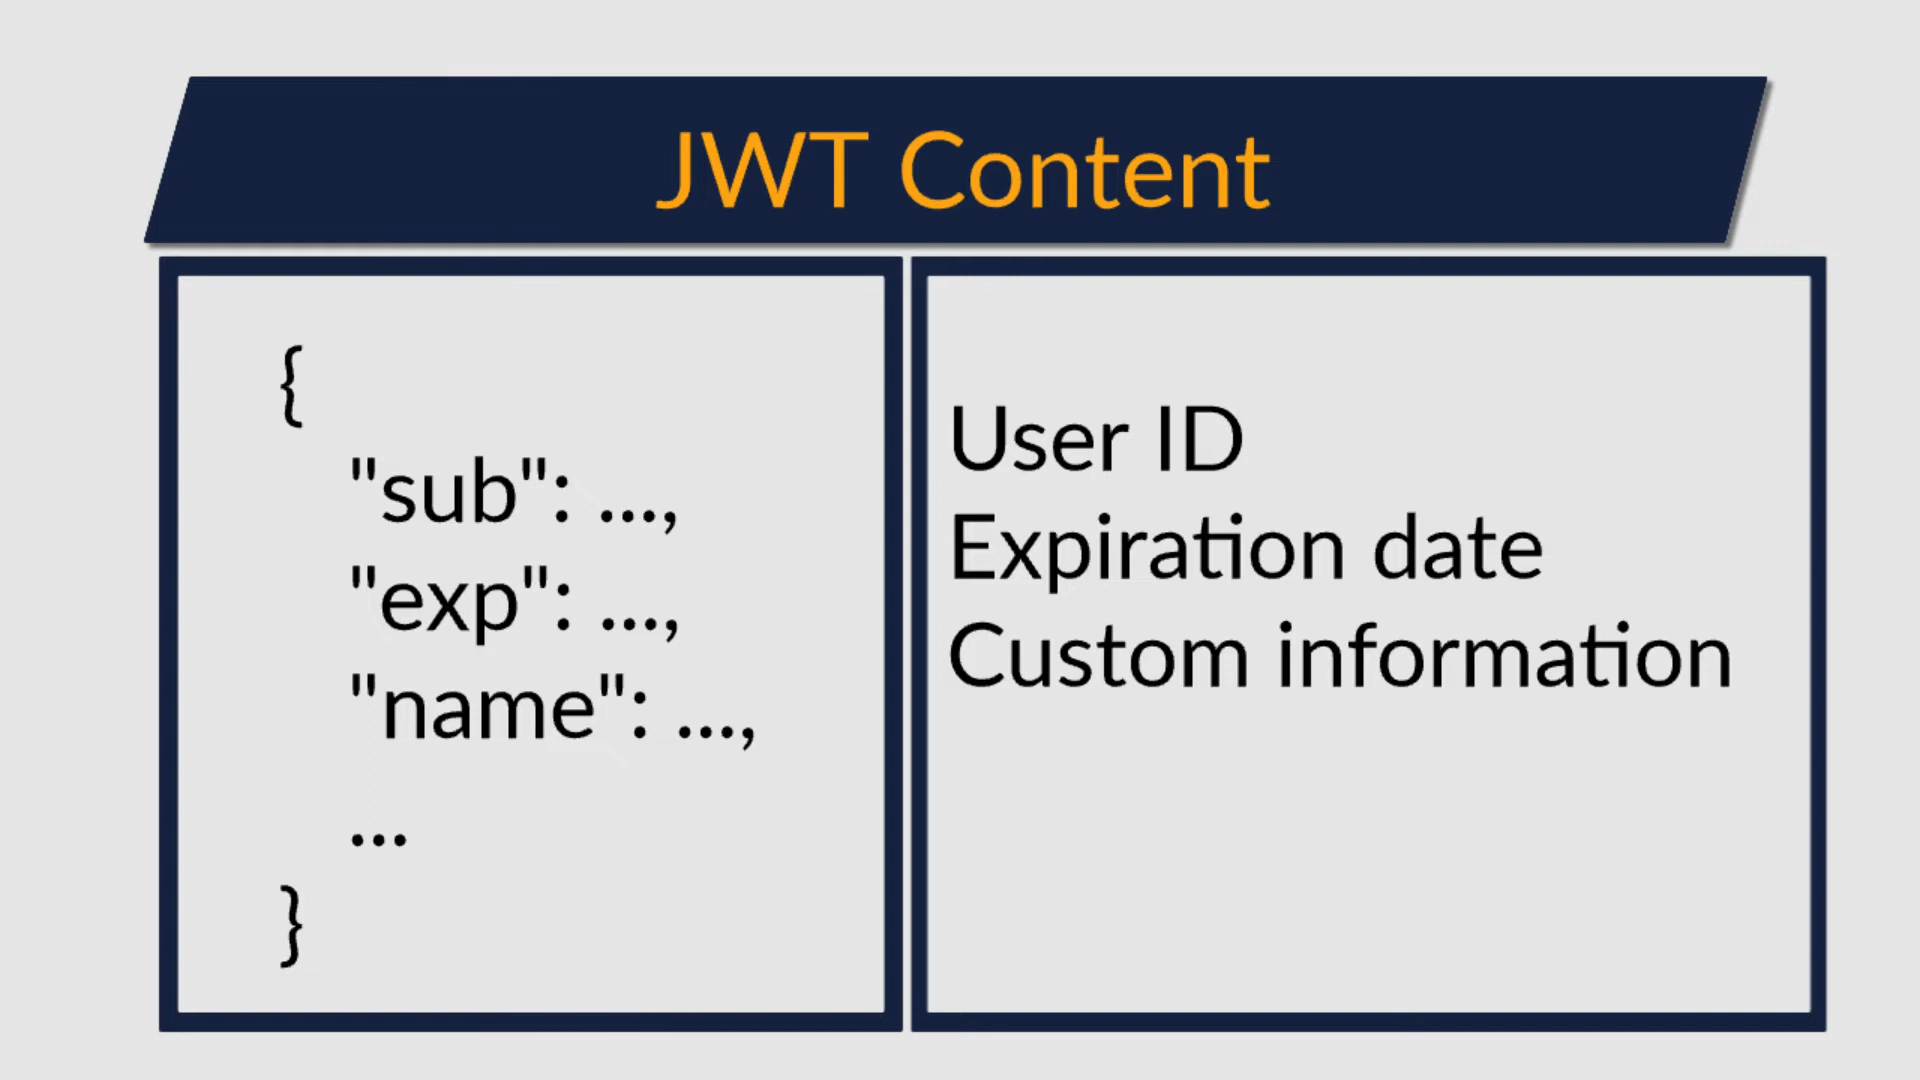 JWT Content
{
"sub": ...,
"exp": ...,
"name": ...,
...
}
User ID
Expiration date
Custom information